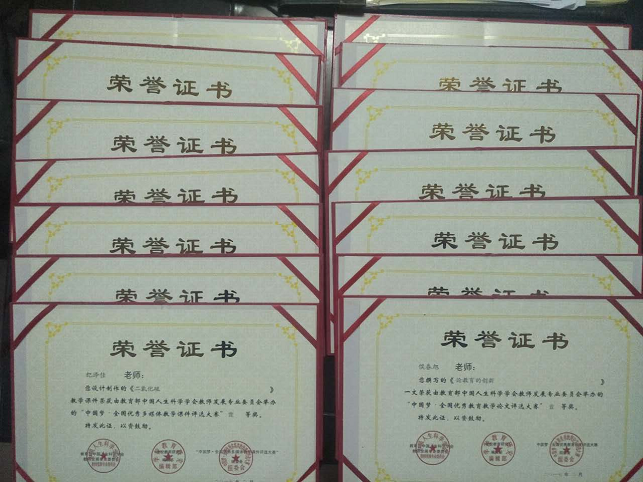 荣誉证书
荣誉证书
荣誉证书
荣誉证书
荣誉证书
荣誉证书
老师:
您设计制作的《二氧化碳》
教学课件荣获由教育部中国人生科学学会教师发展专业委员会举办
的“中国梦·全国优秀多媒体教学课件评选大赛” 等奖。
特发此证,以资鼓励。
荣誉证书
荣誉证书
荣誉证书
荣誉证书
荣誉证书
荣誉证书
老师:
您撰写的《 教育的创新》
一文荣获由教育部中国人生科学学会教师发展专业委员会举办的
“中国梦·全国优秀教育教学论文评选大赛” 等奖。
特发此证,以资鼓励。